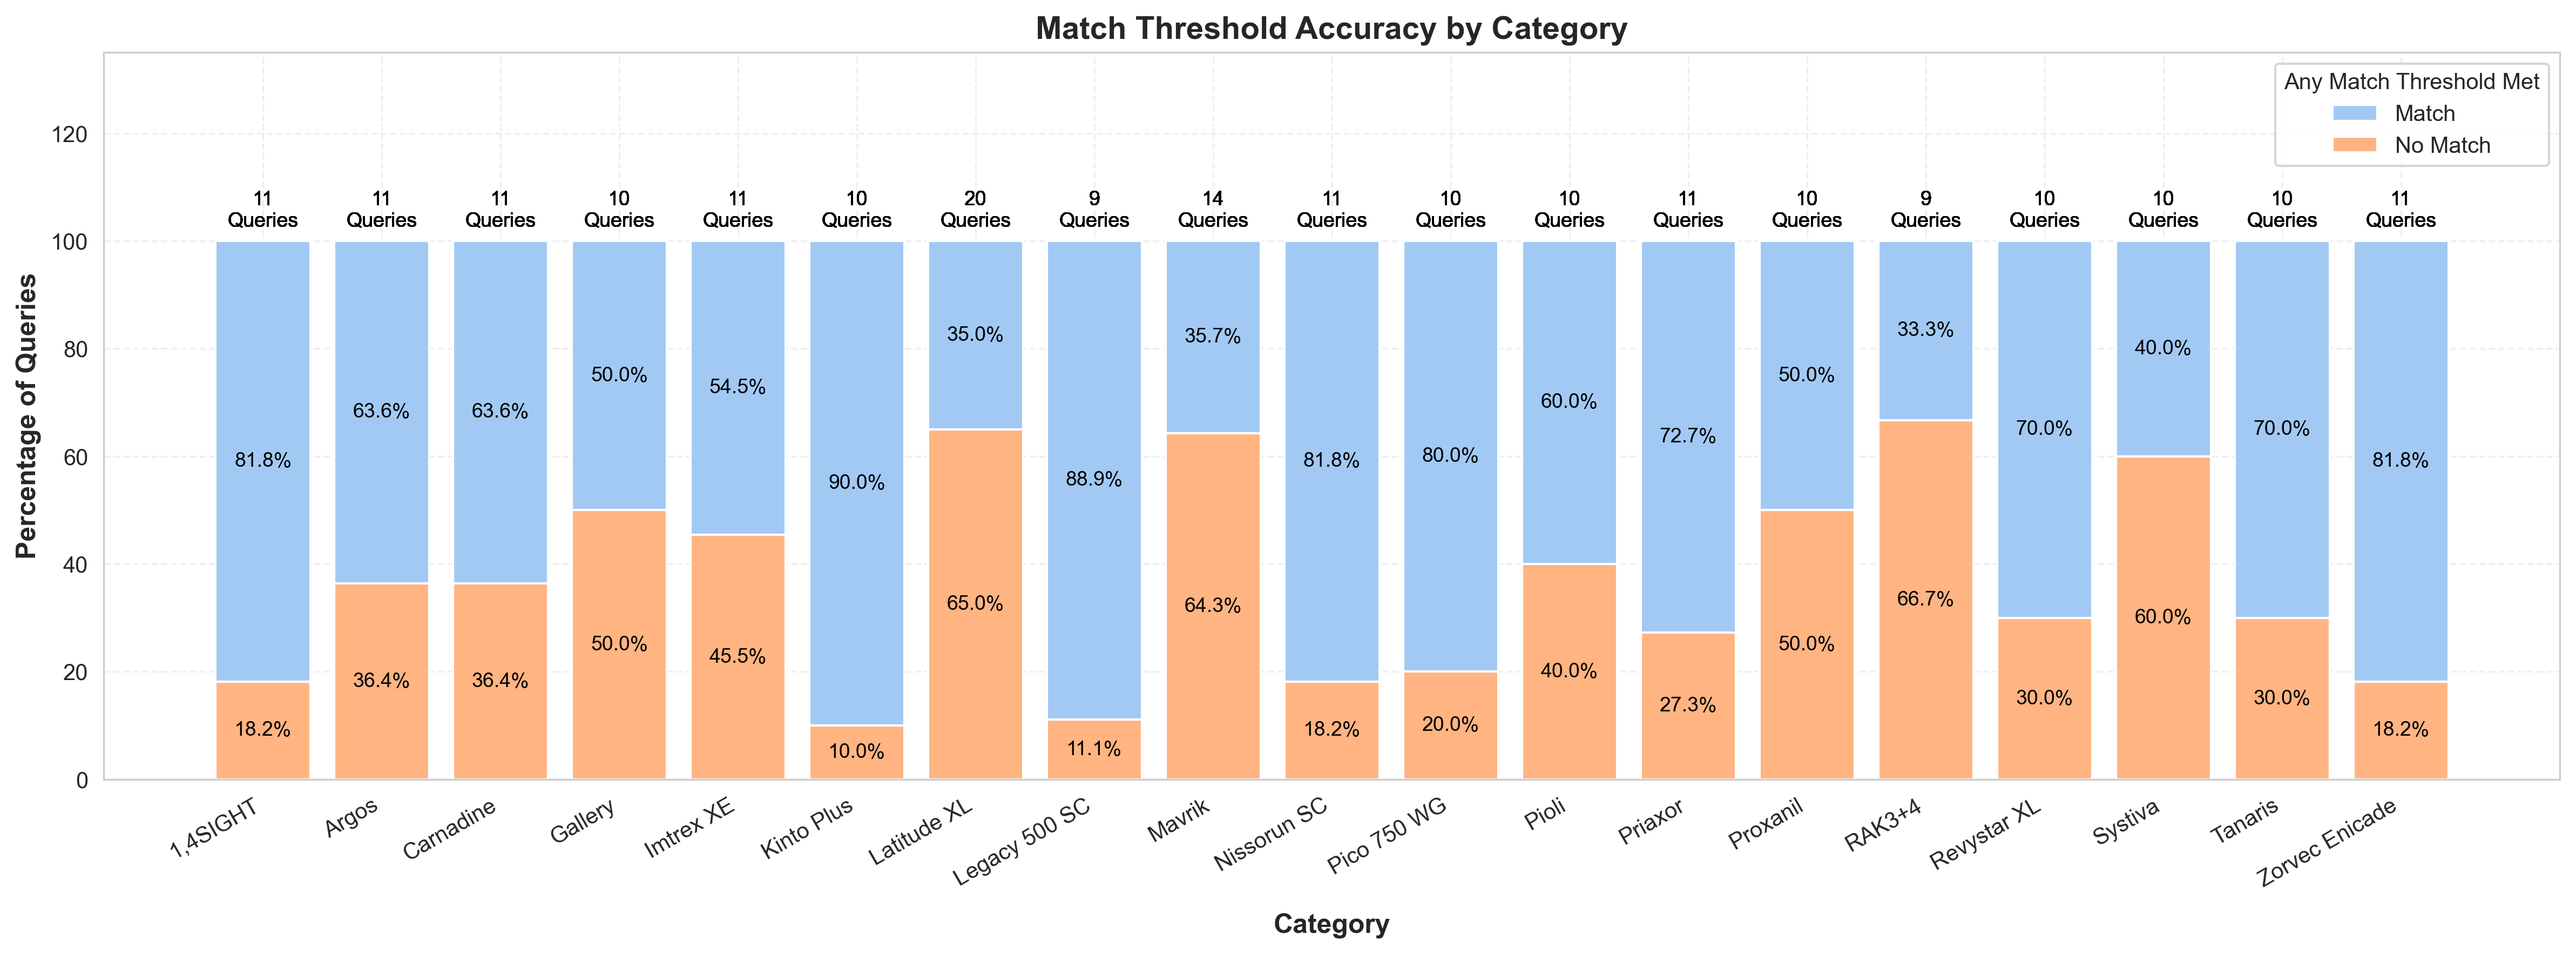 Match Threshold Accuracy by Category
Any Match Threshold Met
Match
No Match
Percentage of Queries
120
100
80
60
40
20
0
11
Queries
11
Queries
11
Queries
10
Queries
11
Queries
10
Queries
20
Queries
9
Queries
14
Queries
11
Queries
10
Queries
10
Queries
11
Queries
10
Queries
9
Queries
10
Queries
10
Queries
10
Queries
11
Queries
81.8%
63.6%
63.6%
50.0%
54.5%
90.0%
35.0%
88.9%
35.7%
81.8%
80.0%
60.0%
72.7%
50.0%
33.3%
70.0%
40.0%
70.0%
81.8%
18.2%
36.4%
36.4%
50.0%
45.5%
10.0%
65.0%
11.1%
64.3%
18.2%
20.0%
40.0%
27.3%
50.0%
66.7%
30.0%
60.0%
30.0%
18.2%
1,4SIGHT
Argos
Carnadine
Gallery
Imtrex XE
Kinto Plus
Latitude XL
Legacy 500 SC
Mavrik
Nissorun SC
Pico 750 WG
Pioli
Priaxor
Proxanil
RAK3+4
Revystar XL
Systiva
Tanaris
Zorvec Enicade
Category